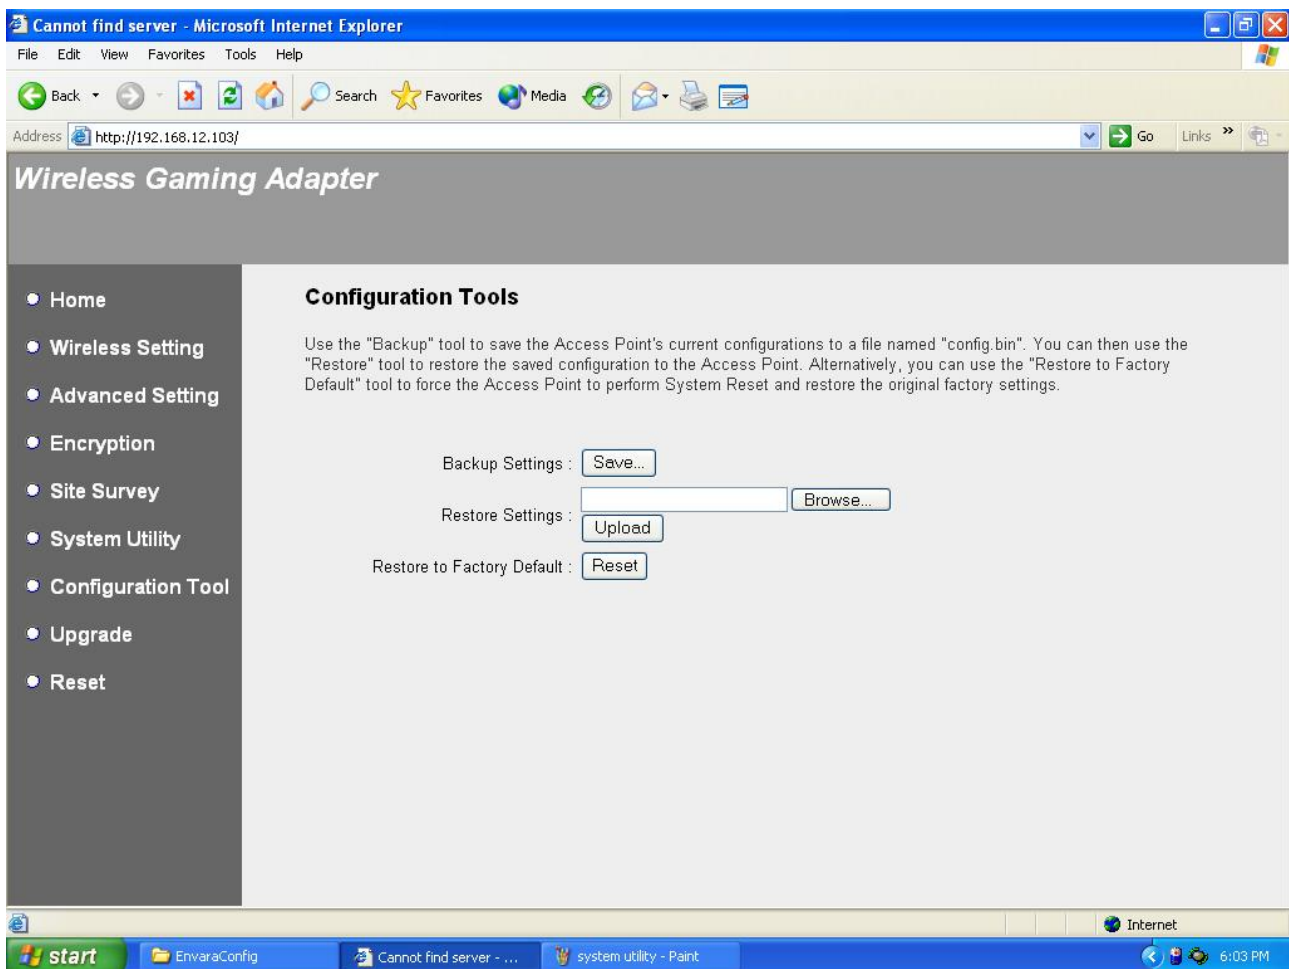 Cannot find server - Microsoft Internet Explorer
File Edit View Favorites Tools Help
Back Search Favorites Media
Address http://192.168.12.103/ Go Links »
Wireless Gaming Adapter
Home
Wireless Setting
Advanced Setting
Encryption
Site Survey
System Utility
Configuration Tool
Upgrade
Reset
Configuration Tools
Use the "Backup" tool to save the Access Point's current configurations to a file named "config.bin". You can then use the
"Restore" tool to restore the saved configuration to the Access Point. Alternatively, you can use the "Restore to Factory
Default" tool to force the Access Point to perform System Reset and restore the original factory settings.
Backup Settings : Save...
Restore Settings : Browse...
Upload
Restore to Factory Default : Reset
Internet
start EnvaraConfig Cannot find server - ... system utility - Paint 6:03 PM